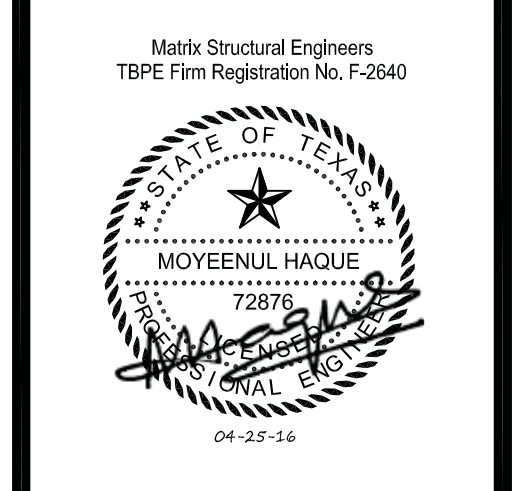 Matrix Structural Engineers
TBPE Firm Registration No. F-2640
STATE OF TEXAS
MOYEENUL HAQUE
72876
LICENSED
PROFESSIONAL ENGINEER
04-25-16